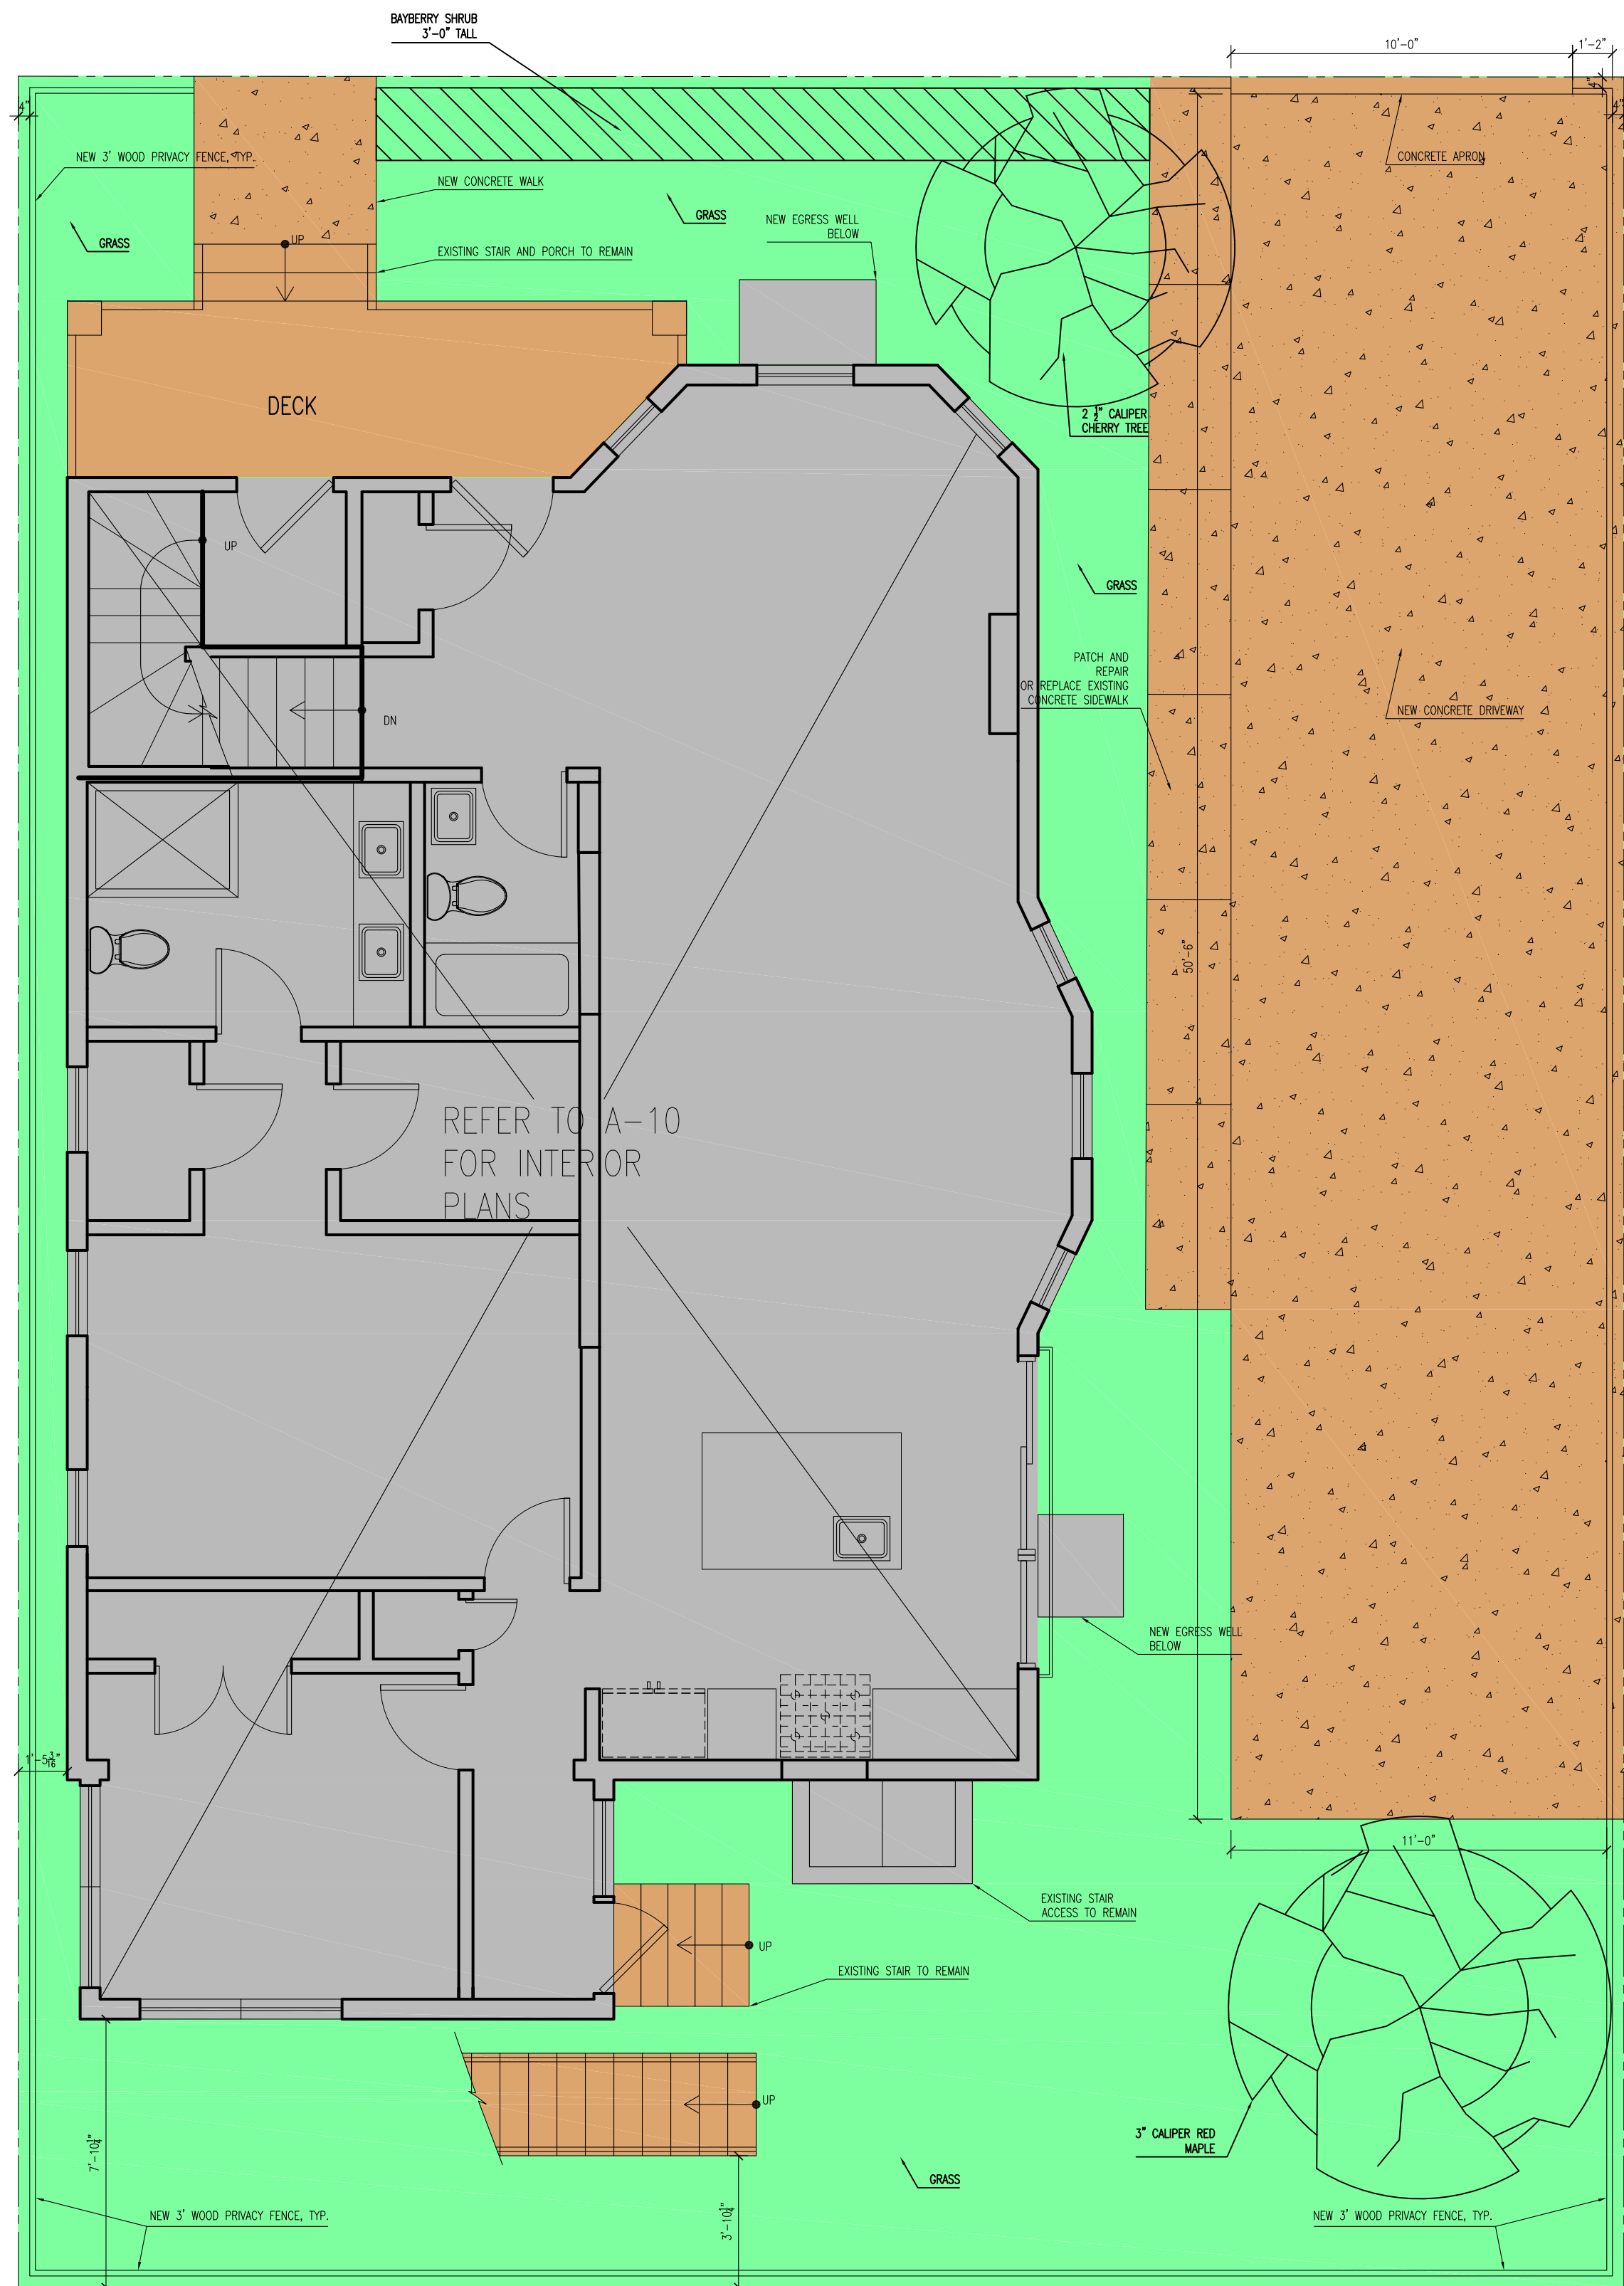 BAYBERRY SHRUB
3'-0" TALL
10'-0"
1'-2"
4"
4"
4"
NEW 3' WOOD PRIVACY FENCE, TYP.
CONCRETE APRON
NEW CONCRETE WALK
GRASS
GRASS
NEW EGRESS WELL
BELOW
UP
EXISTING STAIR AND PORCH TO REMAIN
DECK
2 1/2" CALIPER
CHERRY TREE
UP
GRASS
PATCH AND
REPAIR
OR REPLACE EXISTING
CONCRETE SIDEWALK
NEW CONCRETE DRIVEWAY
DN
50'-6"
REFER TO A-10
FOR INTERIOR
PLANS
NEW EGRESS WELL
BELOW
1'-5 3/16"
11'-0"
EXISTING STAIR
ACCESS TO REMAIN
UP
EXISTING STAIR TO REMAIN
UP
7'-10 1/4"
3" CALIPER RED
MAPLE
GRASS
3'-10 1/4"
NEW 3' WOOD PRIVACY FENCE, TYP.
NEW 3' WOOD PRIVACY FENCE, TYP.